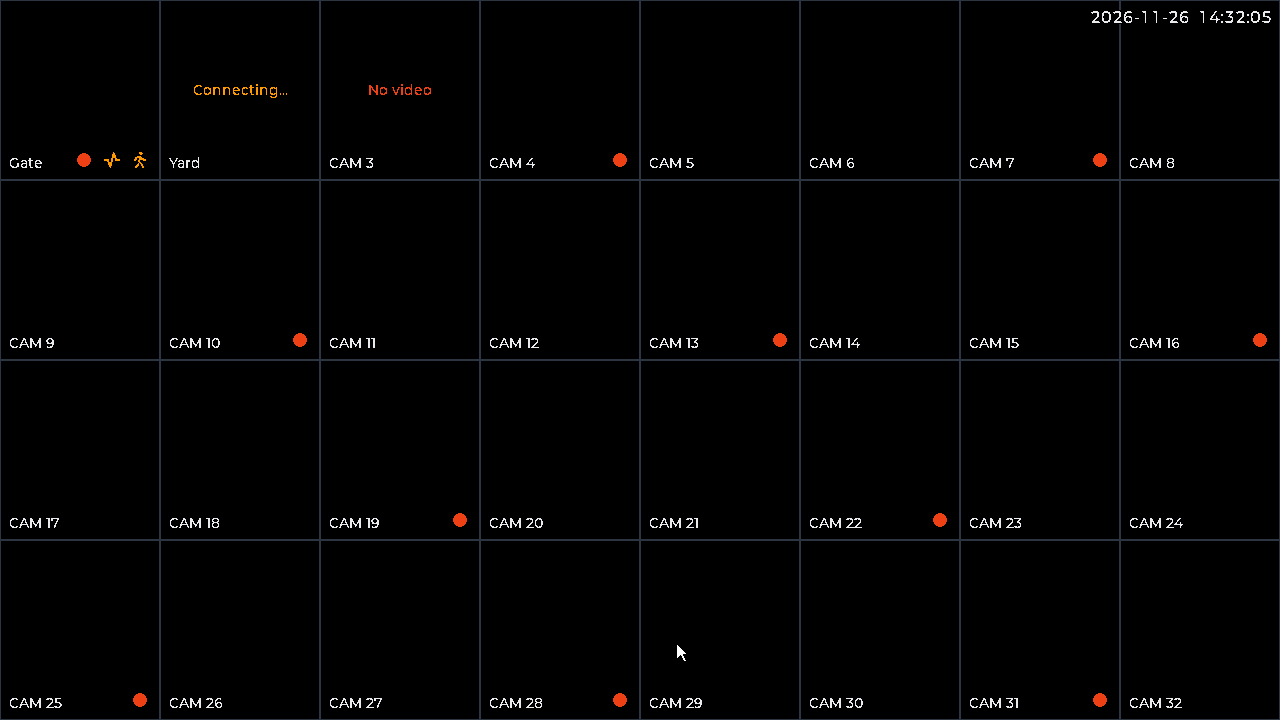 2026-11-26 14:32:05
Connecting...
No video
Gate
Yard
CAM 3
CAM 4
CAM 5
CAM 6
CAM 7
CAM 8
CAM 9
CAM 10
CAM 11
CAM 12
CAM 13
CAM 14
CAM 15
CAM 16
CAM 17
CAM 18
CAM 19
CAM 20
CAM 21
CAM 22
CAM 23
CAM 24
CAM 25
CAM 26
CAM 27
CAM 28
CAM 29
CAM 30
CAM 31
CAM 32